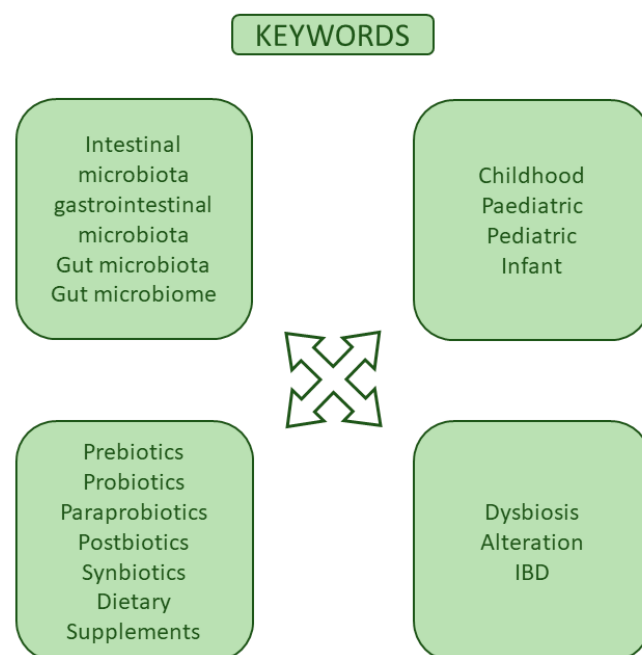 KEYWORDS
Intestinal
microbiota
gastrointestinal
microbiota
Gut microbiota
Gut microbiome
Childhood
Paediatric
Pediatric
Infant
Prebiotics
Probiotics
Paraprobiotics
Postbiotics
Synbiotics
Dietary
Supplements
Dysbiosis
Alteration
IBD